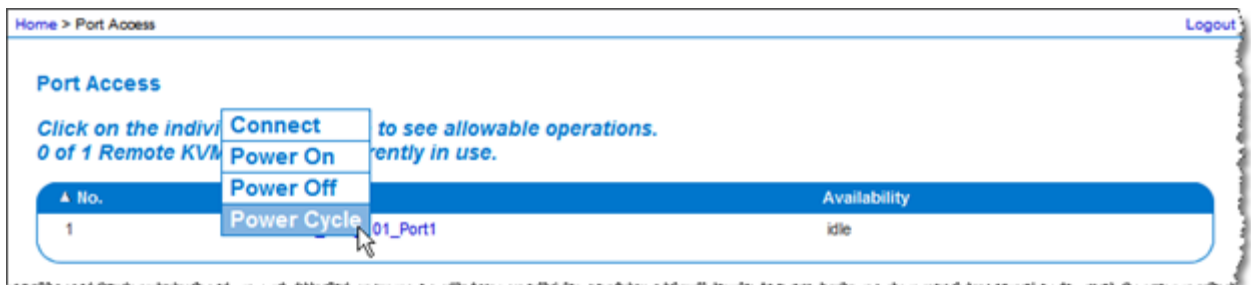 Home > Port Access
Logout
Port Access
Click on the indivi to see allowable operations.
0 of 1 Remote KVM rently in use.
Connect
Power On
Power Off
Power Cycle
▲ No.
Availability
1
01_Port1
idle